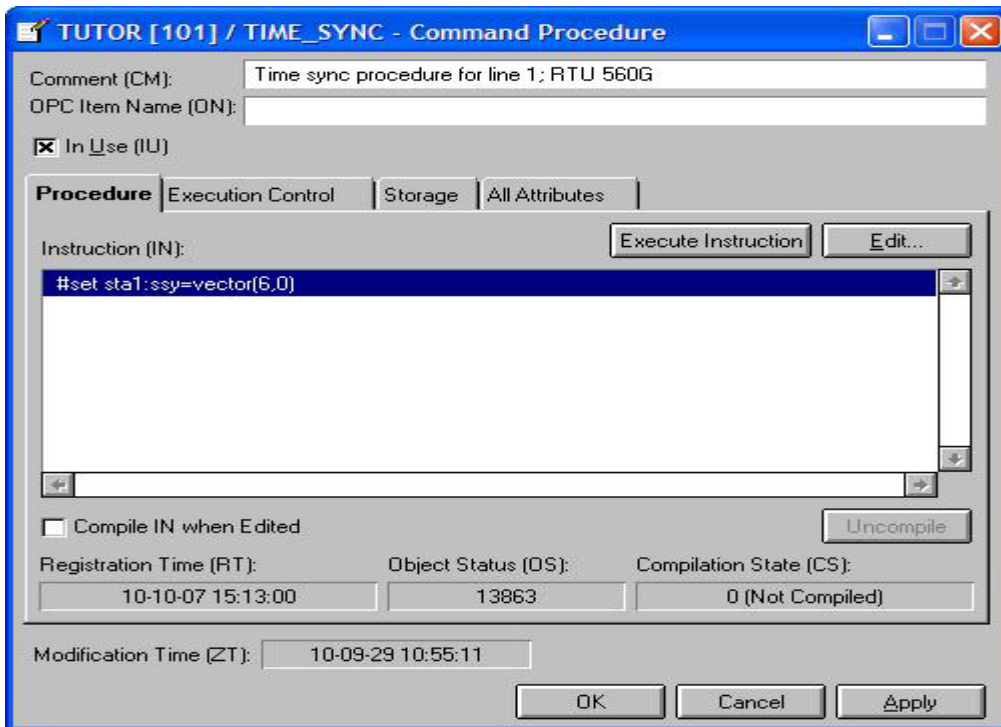 TUTOR [101] / TIME_SYNC - Command Procedure
Comment (CM): Time sync procedure for line 1; RTU 560G
OPC Item Name (ON):
In Use (IU)
Procedure Execution Control Storage All Attributes
Instruction (IN): Execute Instruction Edit...
#set sta1:ssy=vector(6,0)
Compile IN when Edited Uncompile
Registration Time (RT): Object Status (OS): Compilation State (CS):
10-10-07 15:13:00 13863 0 (Not Compiled)
Modification Time (ZT): 10-09-29 10:55:11
OK Cancel Apply